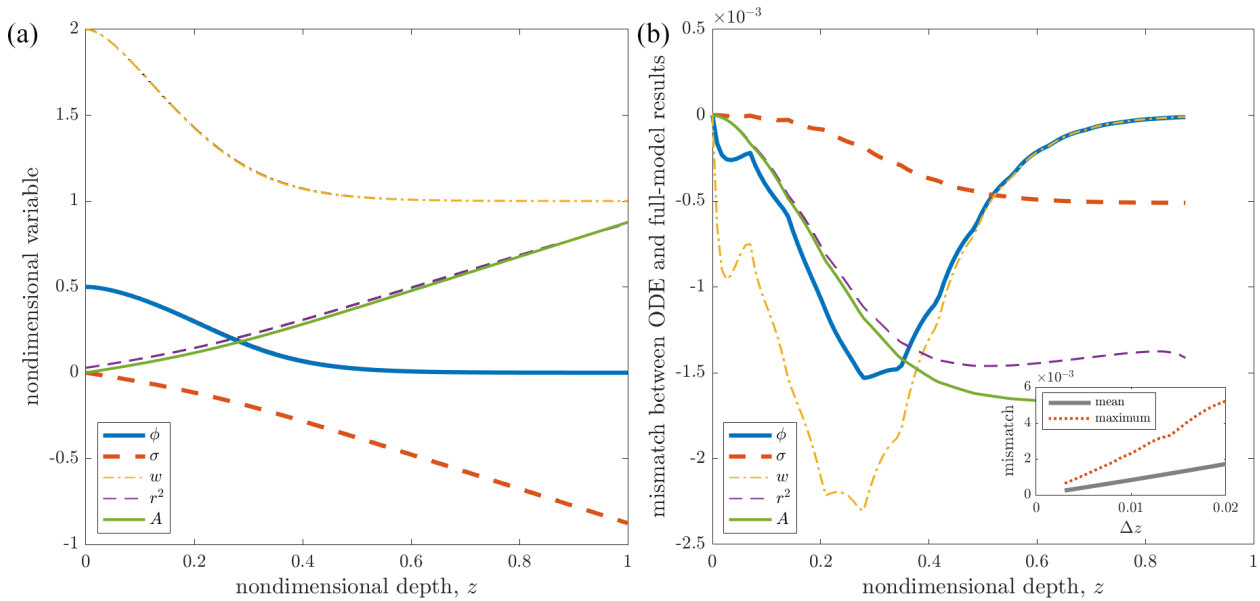 (a)
nondimensional variable
2
1.5
1
0.5
0
-0.5
-1
0
0.2
0.4
0.6
0.8
1
nondimensional depth, z
ϕ
σ
w
r²
A
(b)
mismatch between ODE and full-model results
×10⁻³
0.5
0
-0.5
-1
-1.5
-2
-2.5
0
0.2
0.4
0.6
0.8
1
nondimensional depth, z
ϕ
σ
w
r²
A
×10⁻³
mismatch
6
4
2
0
mean
maximum
0.01
0.02
Δz